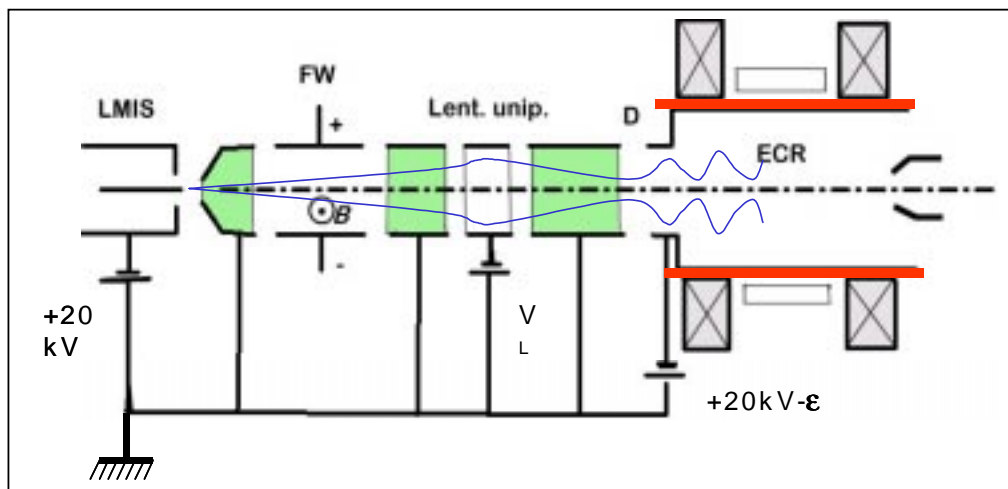 FW
LMIS
+
Lent. unip.
D
ECR
B
-
+20
kV
V
L
+20kV-ε